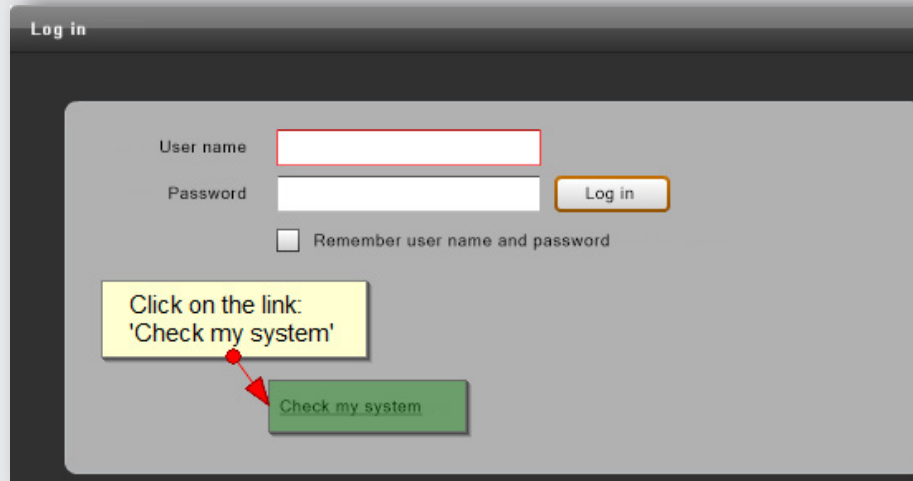 Log in
User name
Password
Log in
Remember user name and password
Click on the link:
'Check my system'
Check my system